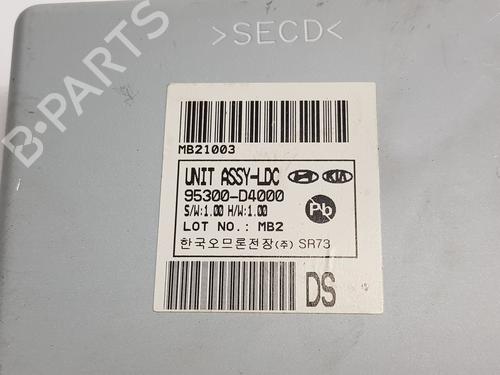 >SECD<
MB21003
UNIT ASSY-LDC
KIA
95300-D4000
S/W:1.00 H/W:1.00
Pb
LOT NO.: MB2
한국오므론전장(주) SR73
DS
B-PARTS